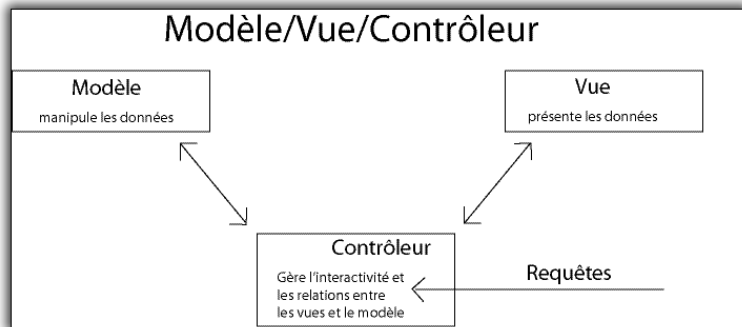 Modèle/Vue/Contrôleur
Modèle
manipule les données
Vue
présente les données
Contrôleur
Gère l'interactivité et
les relations entre
les vues et le modèle
Requêtes